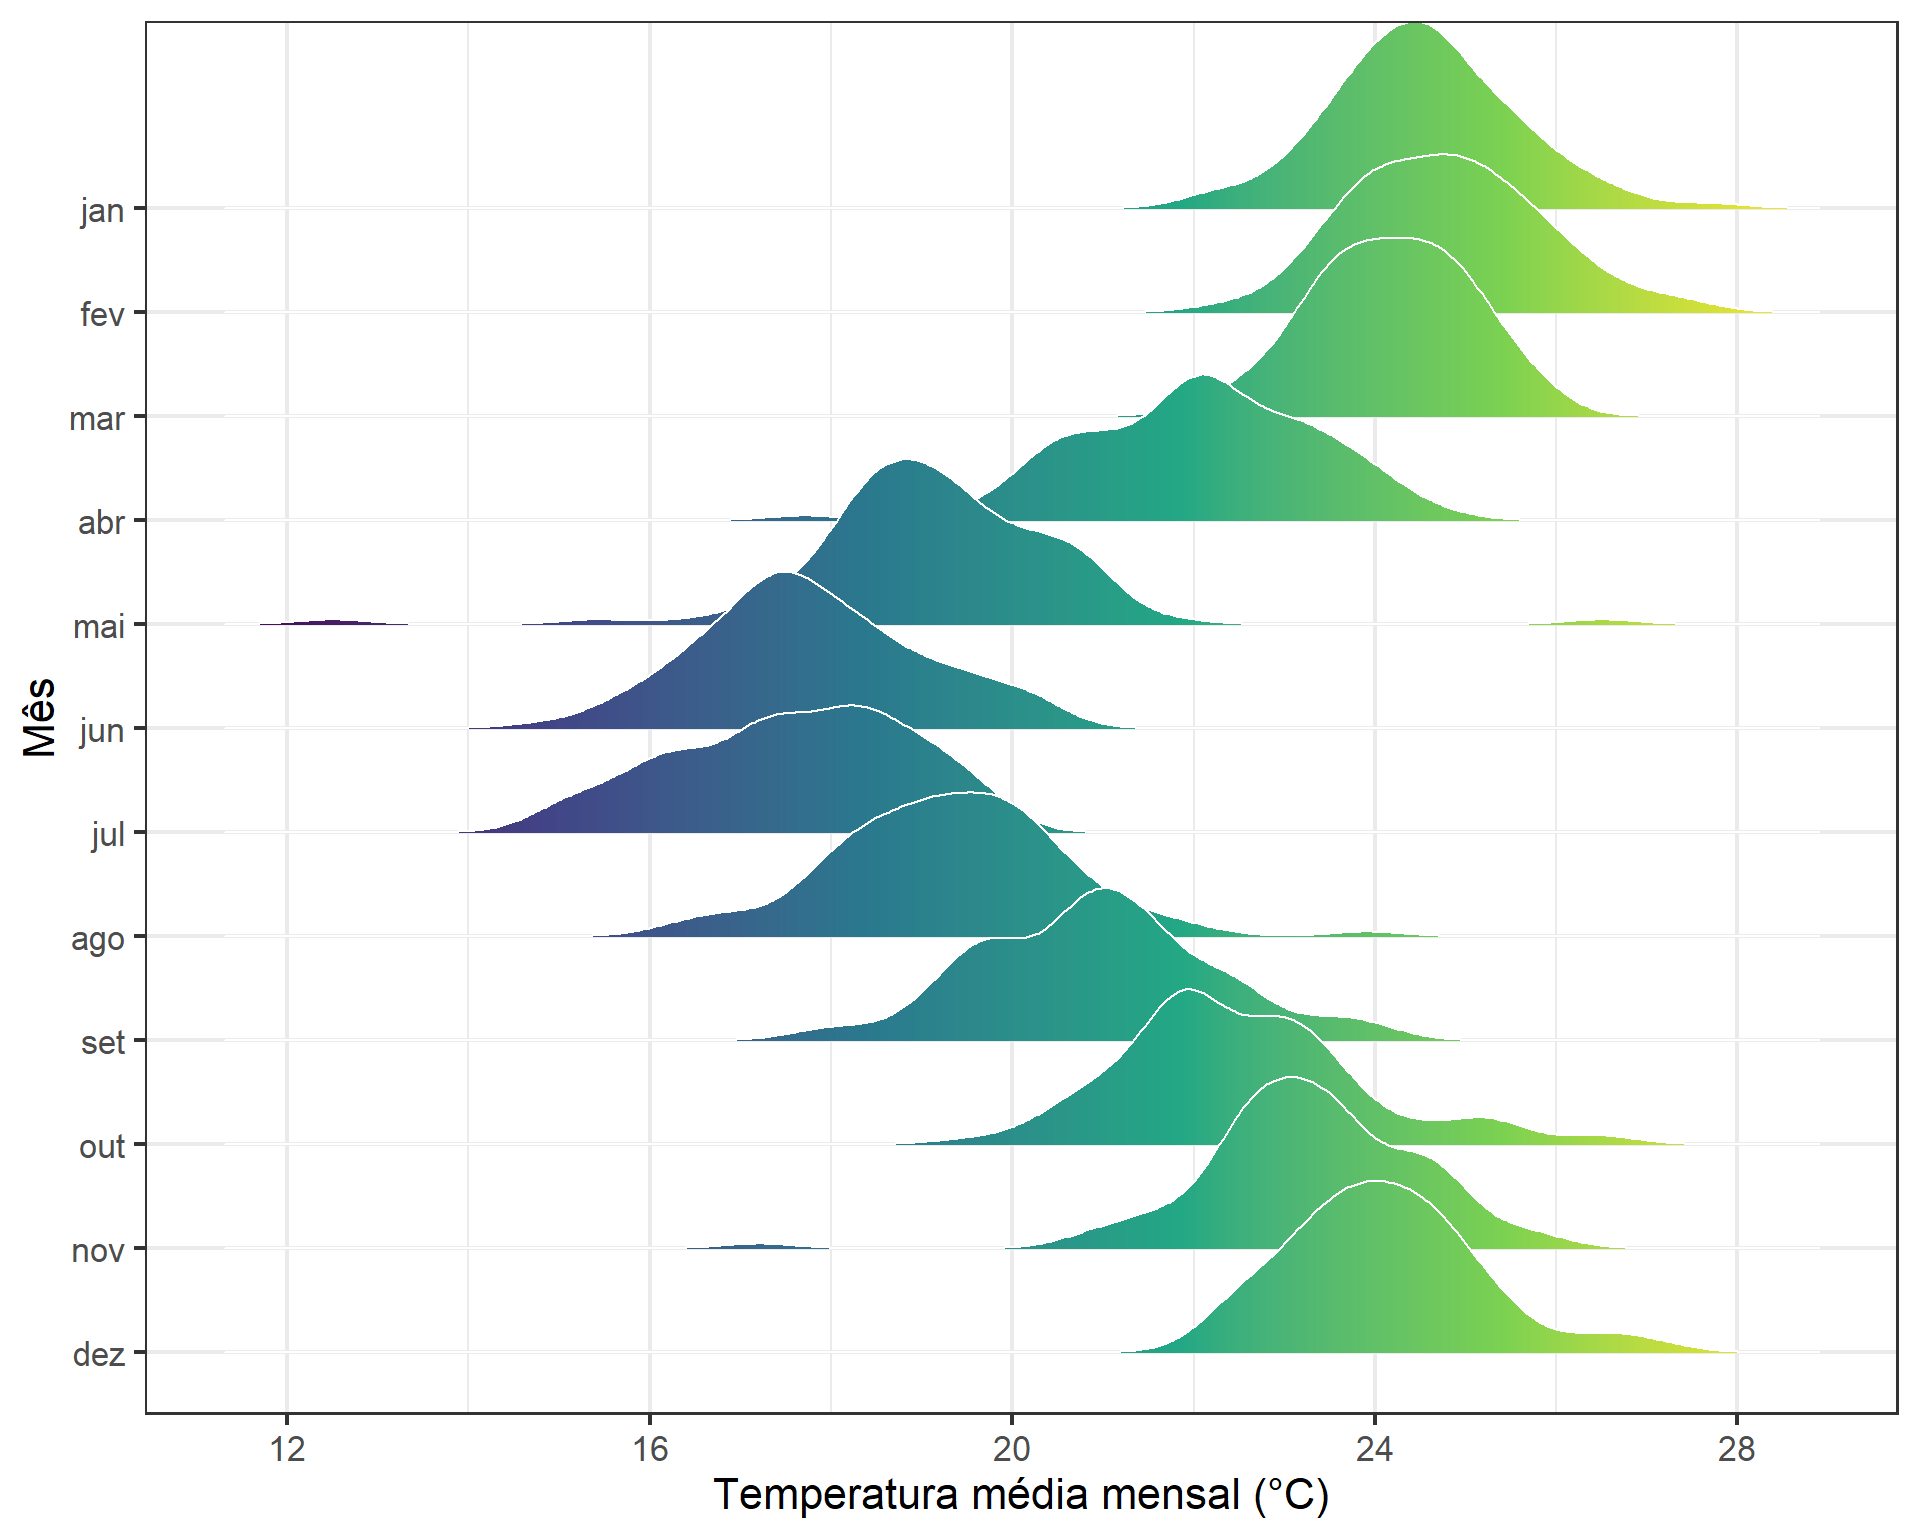 jan
fev
mar
abr
mai
jun
jul
ago
set
out
nov
dez
Mês
12 16 20 24 28
Temperatura média mensal (°C)